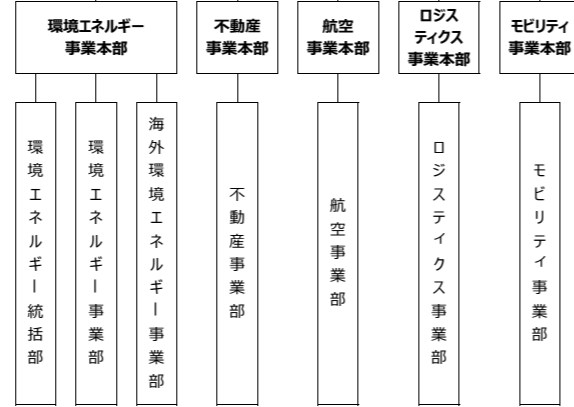 環境エネルギー
事業本部
不動産
事業本部
航空
事業本部
ロジス
ティクス
事業本部
モビリティ
事業本部
環境エネルギー統括部
環境エネルギー事業部
海外環境エネルギー事業部
不動産事業部
航空事業部
ロジスティクス事業部
モビリティ事業部